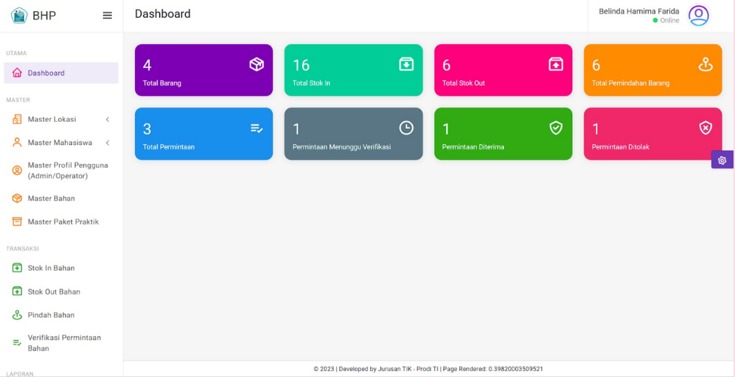 BHP
Dashboard
Belinda Hamima Farida
Online
UTAMA
Dashboard
MASTER
Master Lokasi
Master Mahasiswa
Master Profil Pengguna
(Admin/Operator)
Master Bahan
Master Paket Praktik
TRANSAKSI
Stok In Bahan
Stok Out Bahan
Pindah Bahan
Verifikasi Permintaan
Bahan
LAPORAN
4
Total Barang
16
Total Stok In
6
Total Stok Out
6
Total Pemindahan Barang
3
Total Permintaan
1
Permintaan Menunggu Verifikasi
1
Permintaan Diterima
1
Permintaan Ditolak
© 2023 | Developed by Jurusan TIK - Prodi TI | Page Rendered: 0.39820003509521